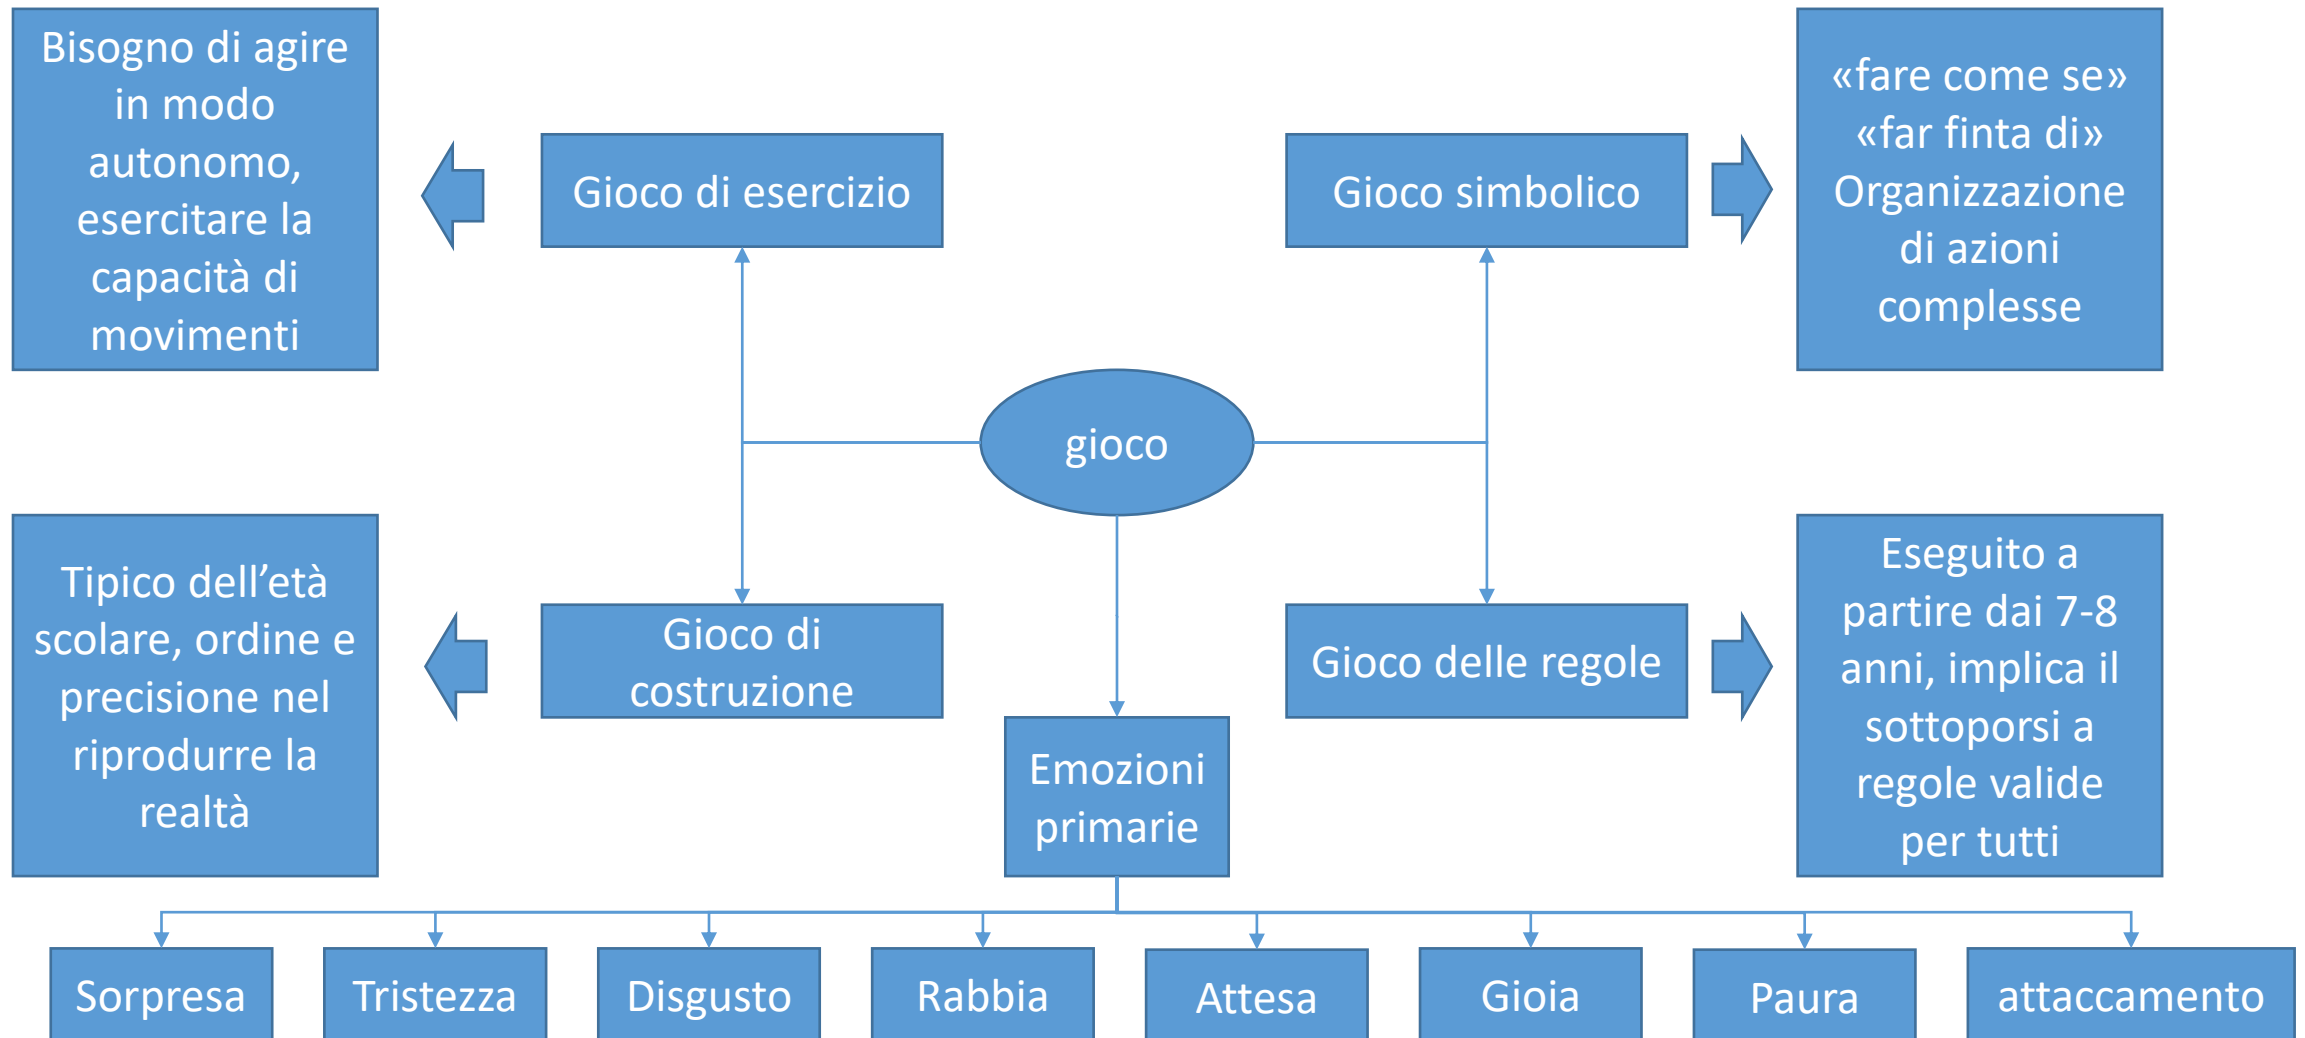 Bisogno di agire
in modo
autonomo,
esercitare la
capacità di
movimenti
Gioco di esercizio
Gioco simbolico
«fare come se»
«far finta di»
Organizzazione
di azioni
complesse
gioco
Tipico dell’età
scolare, ordine e
precisione nel
riprodurre la
realtà
Gioco di
costruzione
Gioco delle regole
Eseguito a
partire dai 7-8
anni, implica il
sottoporsi a
regole valide
per tutti
Emozioni
primarie
Sorpresa
Tristezza
Disgusto
Rabbia
Attesa
Gioia
Paura
attaccamento